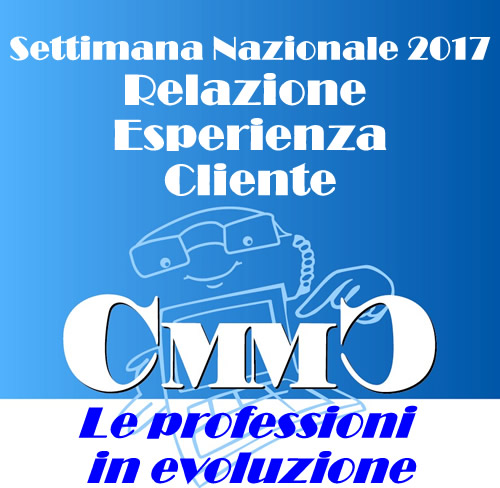 Settimana Nazionale 2017
Relazione
Esperienza
Cliente
CMMC
Le professioni
in evoluzione